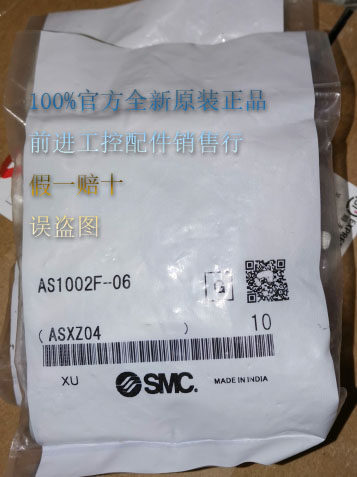 100%官方全新原装正品
前进工控配件销售行
假一赔十
误盗图
AS1002F-06
(ASXZ04 ) 10
XU SMC. MADE IN INDIA